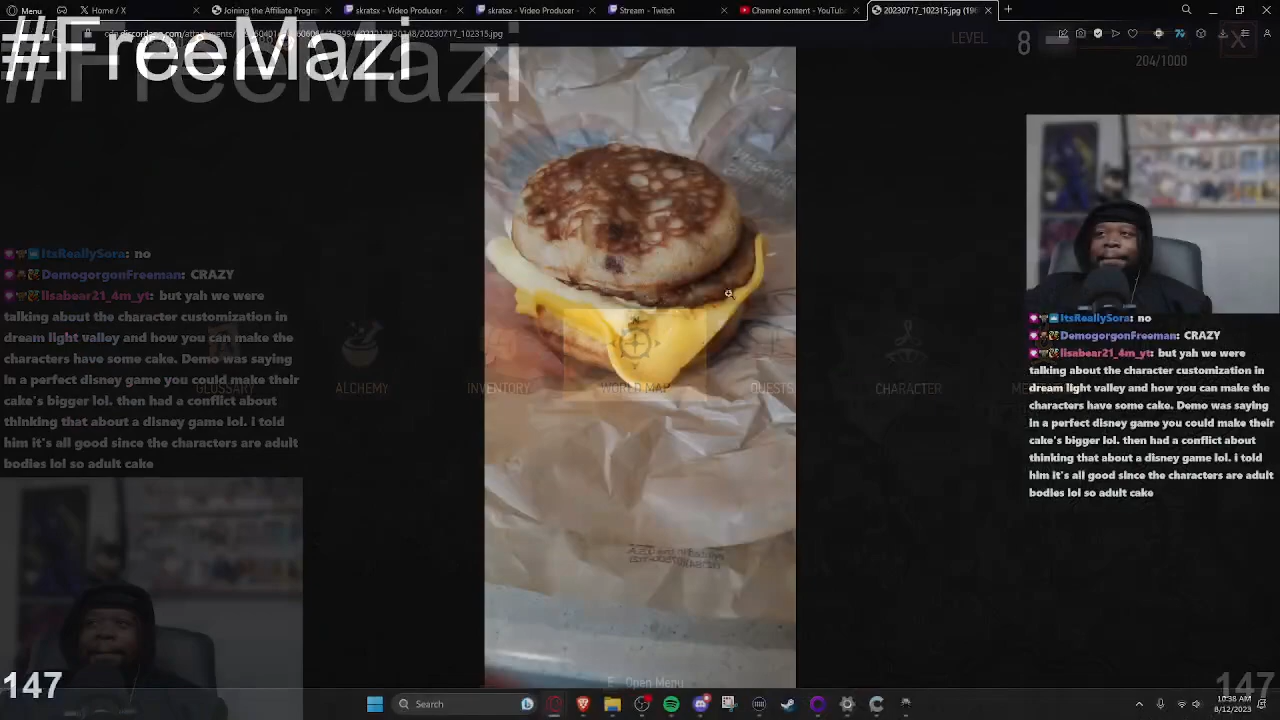 Menu
Home / X
Joining the Affiliate Progr
skratsx - Video Producer -
skratsx - Video Producer -
Stream - Twitch
Channel content - YouTub
20230717_102315.jpg (196
#FreeMazi
#FreeMazi
LEVEL 8
204/1000
X
ItsReallySora: no
DemogorgonFreeman: CRAZY
lisabear21_4m_yt: but yah we were
talking about the character customization in
dream light valley and how you can make the
characters have some cake. Demo was saying
in a perfect disney game you could make their
cake's bigger lol. then had a conflict about
thinking that about a disney game lol. i told
him it's all good since the characters are adult
bodies lol so adult cake
GLOSSARY
ALCHEMY
INVENTORY
WORLD MAP
QUESTS
CHARACTER
ItsReallySora: no
DemogorgonFreeman: CRAZY
lisabear21_4m_yt: but yah we were
talking about the character customization in
dream light valley and how you can make the
characters have some cake. Demo was saying
in a perfect disney game you could make their
cake's bigger lol. then had a conflict about
thinking that about a disney game lol. i told
him it's all good since the characters are adult
bodies lol so adult cake
E Open Menu
147
147
Search
10:39 AM
8/12/2023